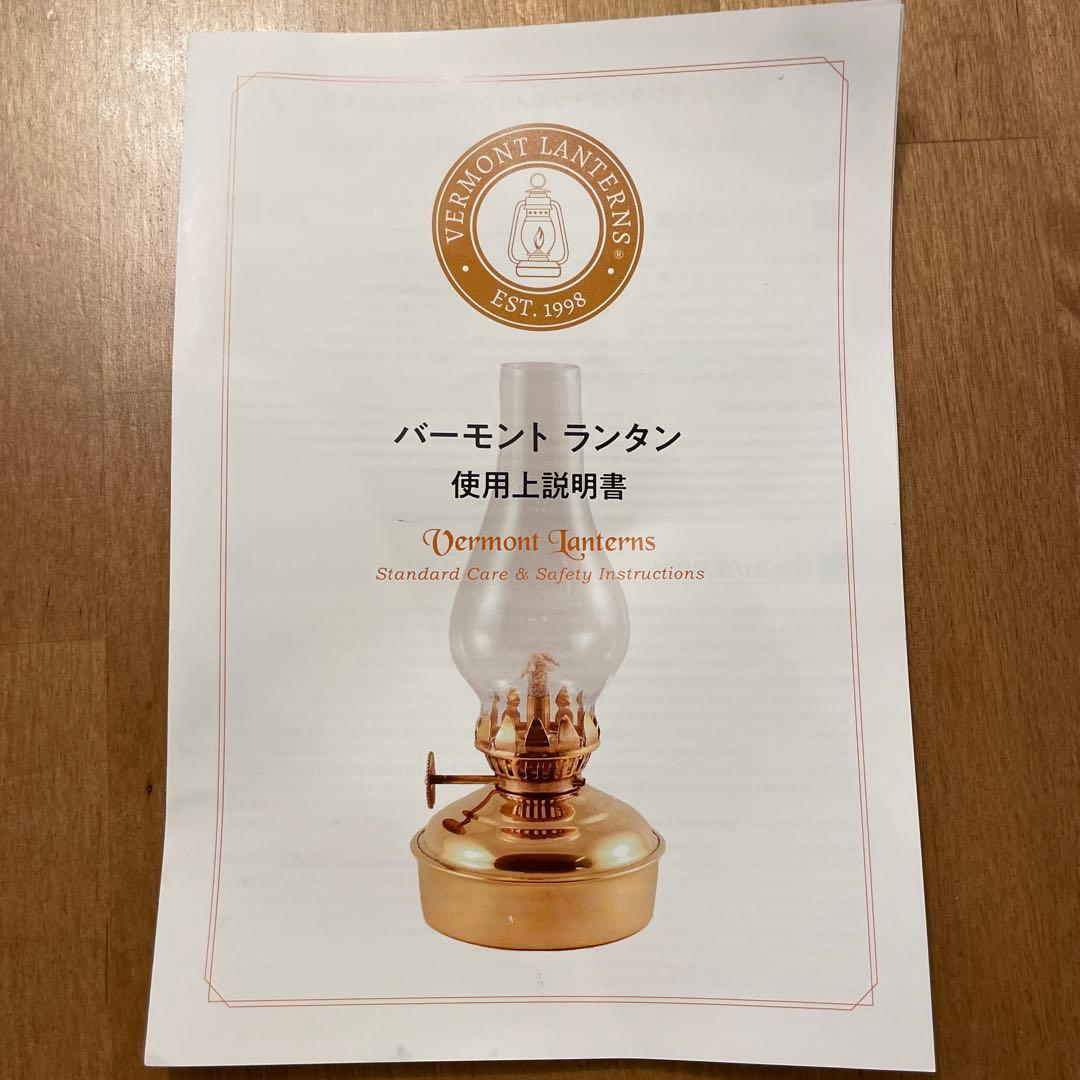 VERMONT LANTERNS®
EST. 1998
バーモント ランタン
使用上説明書
Vermont Lanterns
Standard Care & Safety Instructions